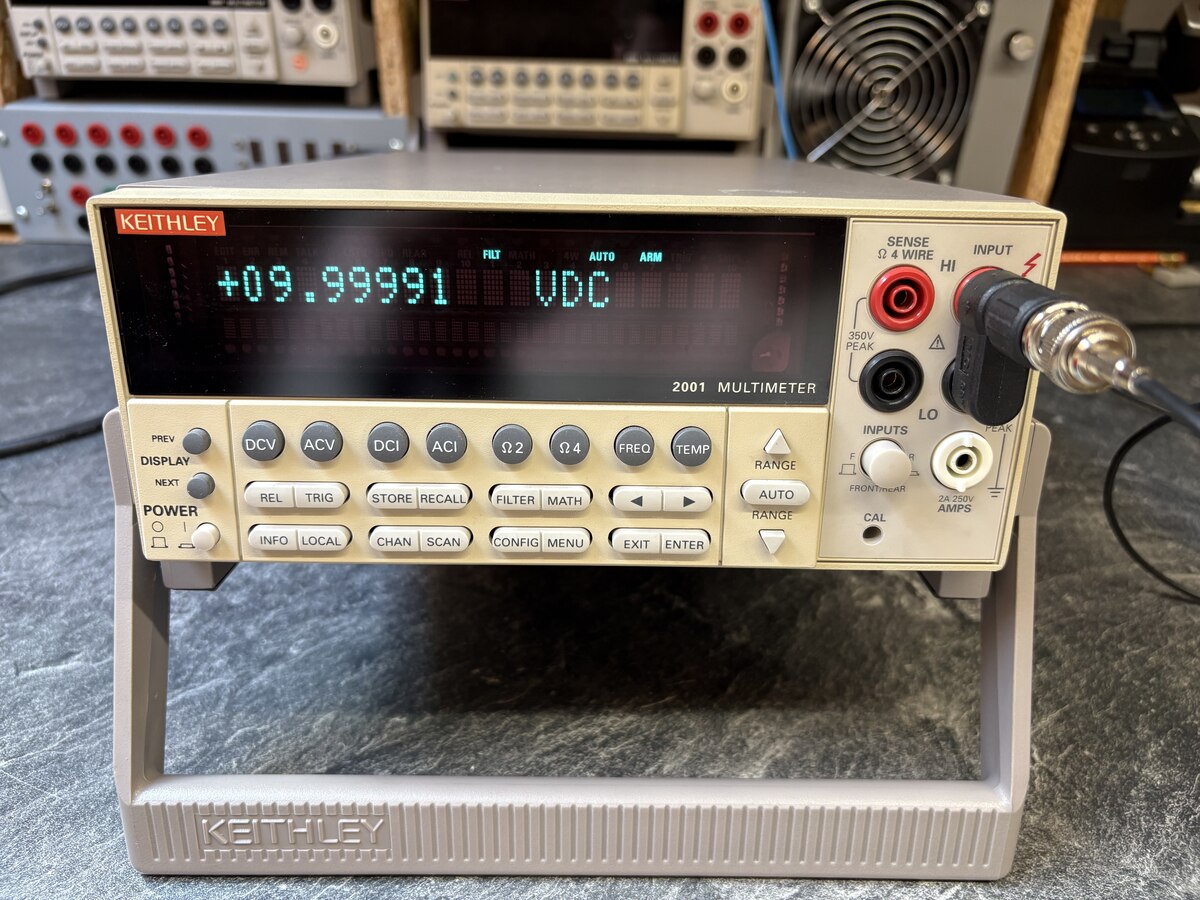 KEITHLEY
FILT AUTO ARM
+09.99991 VDC
2001 MULTIMETER
SENSE
Ω 4 WIRE
INPUT
HI
350V
PEAK
LO
PEAK
INPUTS
F R
FRONT/REAR
2A 250V
AMPS
CAL
PREV
DISPLAY
NEXT
POWER
DCV ACV DCI ACI Ω2 Ω4 FREQ TEMP
REL TRIG STORE RECALL FILTER MATH
INFO LOCAL CHAN SCAN CONFIG MENU EXIT ENTER
RANGE
AUTO
RANGE
KEITHLEY